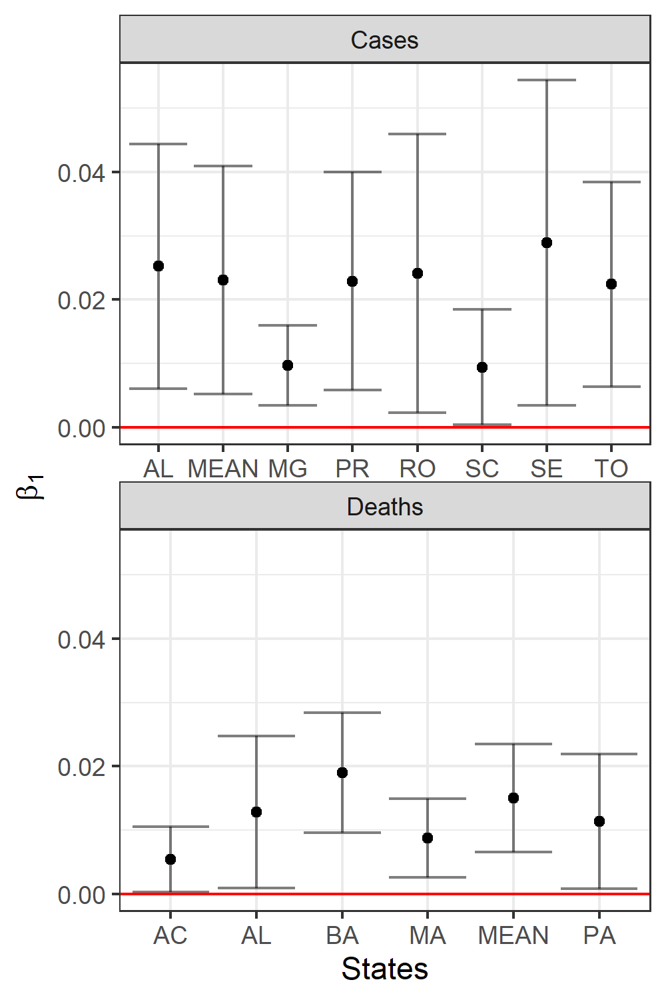 Cases
0.04
0.02
0.00
AL MEAN MG PR RO SC SE TO
β1
Deaths
0.04
0.02
0.00
AC AL BA MA MEAN PA
States